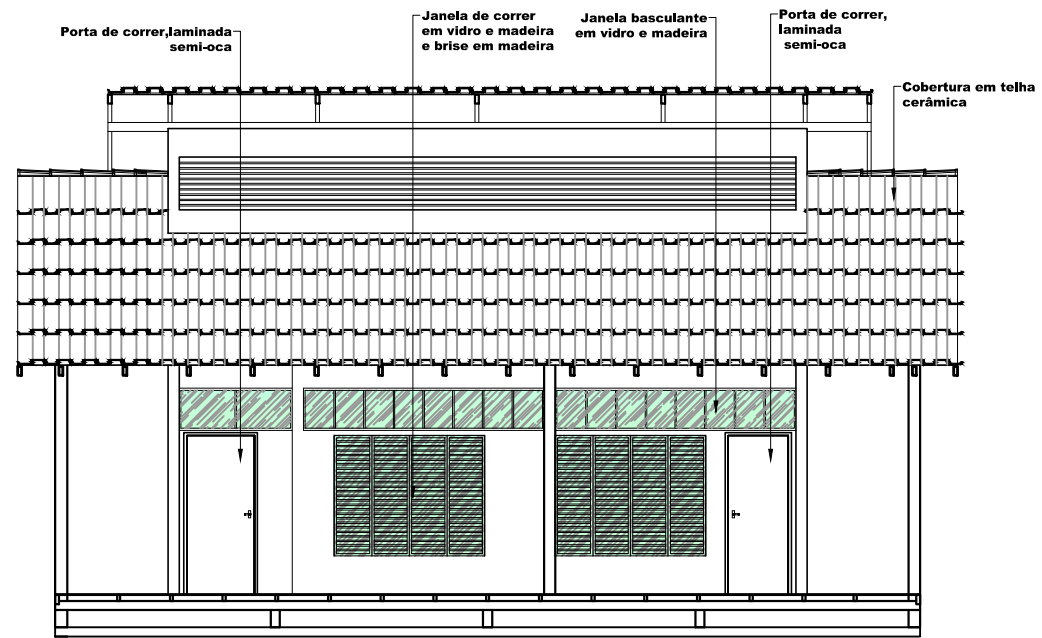 Porta de correr,laminada
semi-oca
Janela de correr
em vidro e madeira
e brise em madeira
Janela basculante
em vidro e madeira
Porta de correr,
laminada
semi-oca
Cobertura em telha
cerâmica